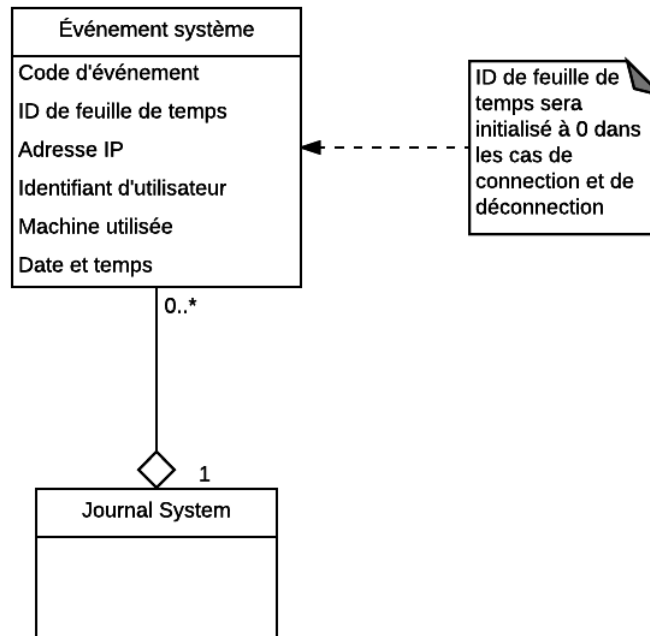 Événement système
Code d'événement
ID de feuille de temps
Adresse IP
Identifiant d'utilisateur
Machine utilisée
Date et temps
ID de feuille de
temps sera
initialisé à 0 dans
les cas de
connection et de
déconnection
0..*
1
Journal System